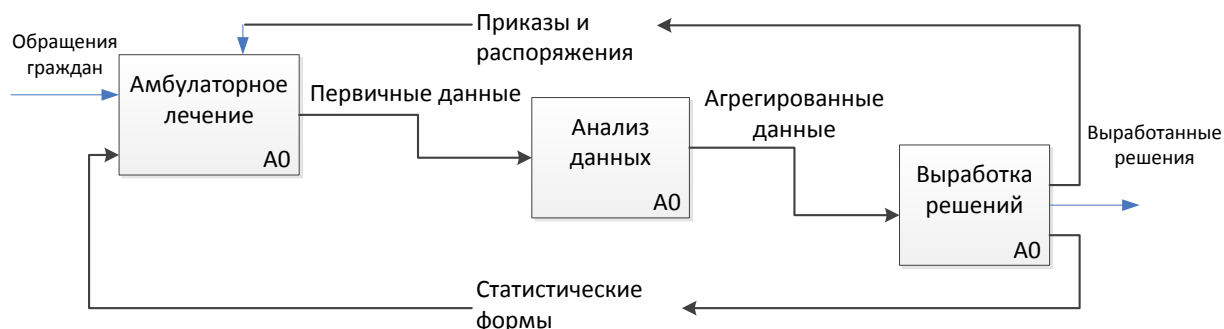 Приказы и
распоряжения
Обращения
граждан
Амбулаторное
лечение
A0
Первичные данные
Анализ
данных
A0
Агрегированные
данные
Выработка
решений
A0
Выработанные
решения
Статистические
формы